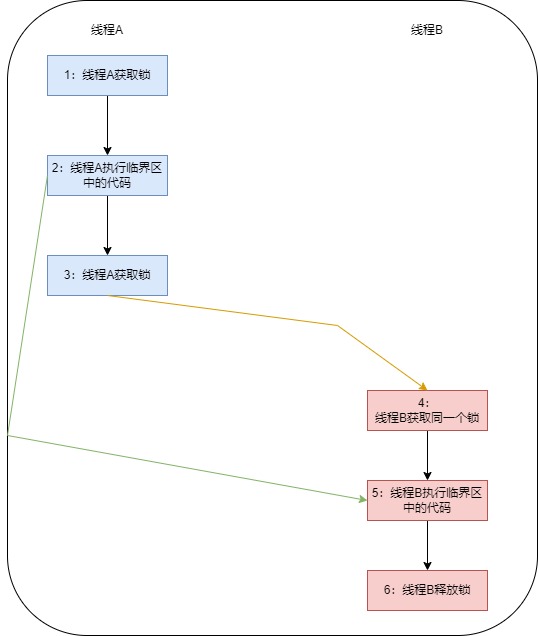 线程A
线程B
1：线程A获取锁
2：线程A执行临界区
中的代码
3：线程A获取锁
4：
线程B获取同一个锁
5：线程B执行临界区
中的代码
6：线程B释放锁